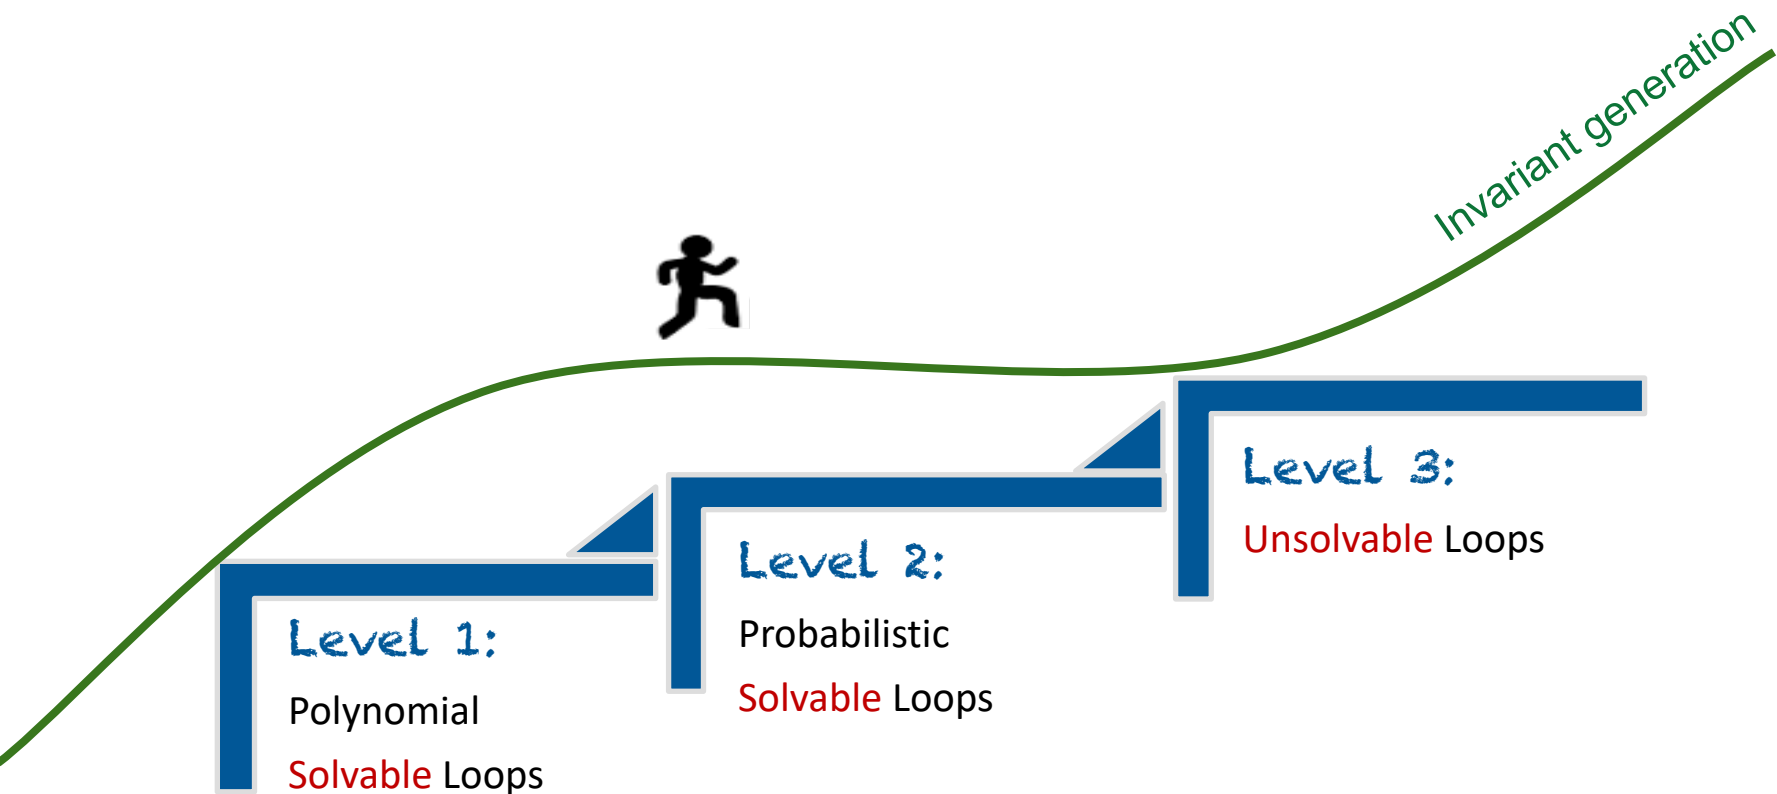 Invariant generation
Level 1:
Polynomial
Solvable Loops
Level 2:
Probabilistic
Solvable Loops
Level 3:
Unsolvable Loops